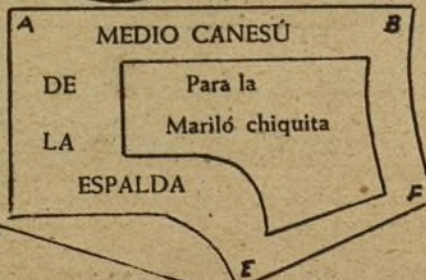 A
B
MEDIO CANESÚ
DE
Para la
LA
Mariló chiquita
ESPALDA
F
E